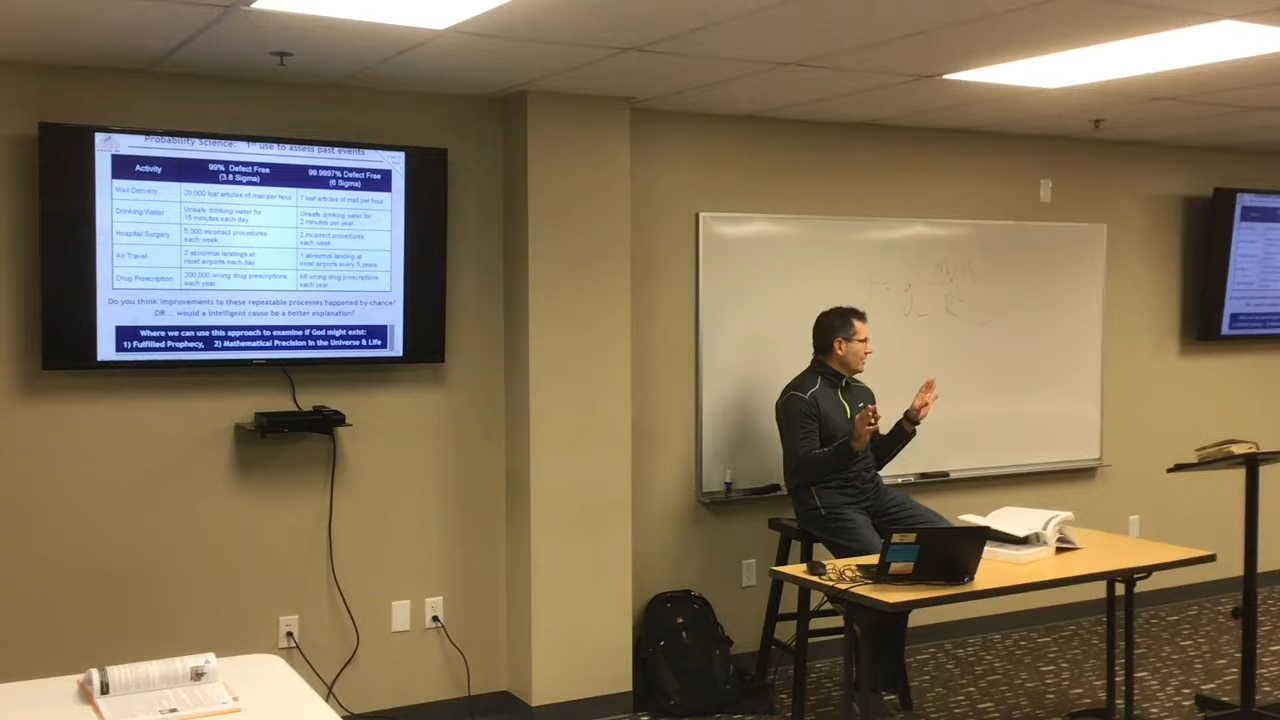 Probability Science: 1st use to assess past events
Activity
99% Defect Free
(3.8 Sigma)
99.9997% Defect Free
(6 Sigma)
Mail Delivery
20,000 lost articles of mail per hour
7 lost articles of mail per hour
Drinking Water
Unsafe drinking water for
15 minutes each day.
Unsafe drinking water for
2 minutes per year.
Hospital Surgery
5,000 incorrect procedures
each week.
2 incorrect procedures
each week.
Air Travel
2 abnormal landings at
most airports each day
1 abnormal landing at
most airports every 5 years.
Drug Prescription
200,000 wrong drug prescriptions
each year.
68 wrong drug prescriptions
each year.
Do you think improvements to these repeatable processes happened by chance?
OR... would a intelligent cause be a better explanation?
Where we can use this approach to examine if God might exist:
1) Fulfilled Prophecy, 2) Mathematical Precision in the Universe & Life